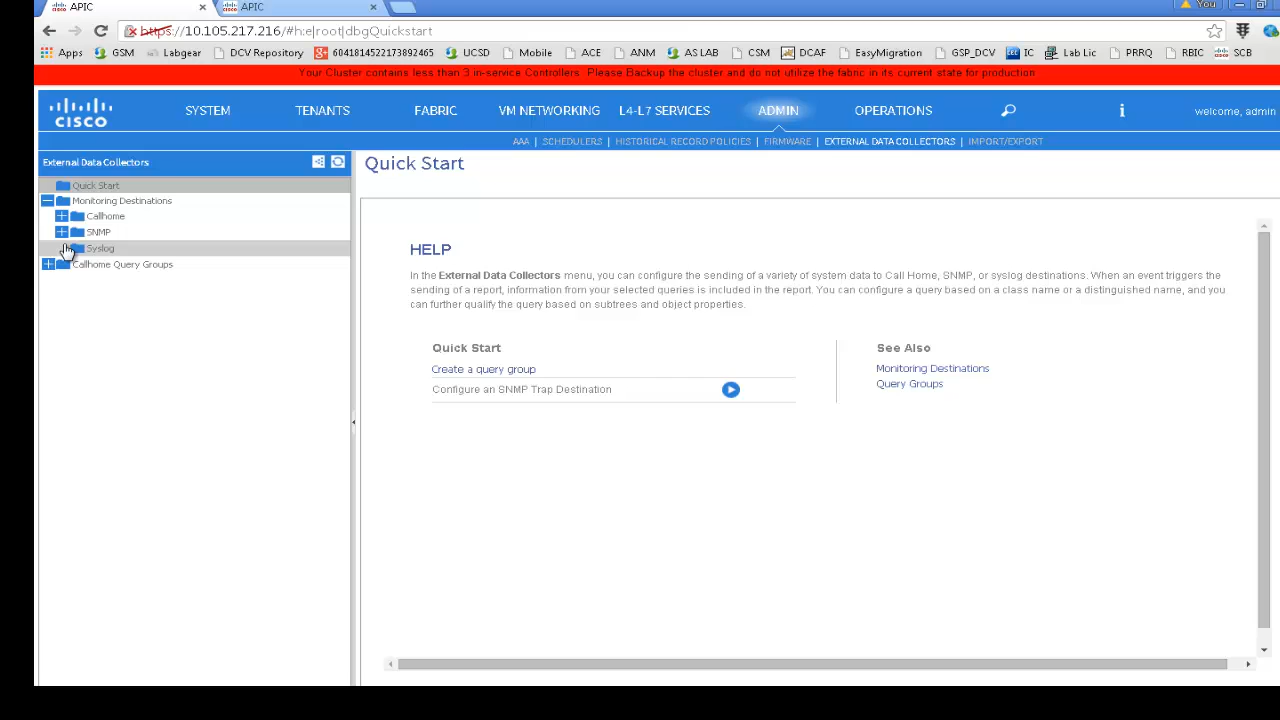 APIC
APIC
You
https://10.105.217.216/#h:e|root|dbgQuickstart
Apps GSM Labgear DCV Repository 6041814522173892465 UCSD Mobile ACE ANM AS LAB CSM DCAF EasyMigration GSP_DCV IC Lab Lic PRRQ RBIC SCB
Your Cluster contains less than 3 in-service Controllers. Please Backup the cluster and do not utilize the fabric in its current state for production
CISCO SYSTEM TENANTS FABRIC VM NETWORKING L4-L7 SERVICES ADMIN OPERATIONS i welcome, admin
AAA | SCHEDULERS | HISTORICAL RECORD POLICIES | FIRMWARE | EXTERNAL DATA COLLECTORS | IMPORT/EXPORT
External Data Collectors
Quick Start
Monitoring Destinations
Callhome
SNMP
Syslog
Callhome Query Groups
Quick Start
HELP
In the External Data Collectors menu, you can configure the sending of a variety of system data to Call Home, SNMP, or syslog destinations. When an event triggers the
sending of a report, information from your selected queries is included in the report. You can configure a query based on a class name or a distinguished name, and you
can further qualify the query based on subtrees and object properties.
Quick Start
Create a query group
Configure an SNMP Trap Destination
See Also
Monitoring Destinations
Query Groups